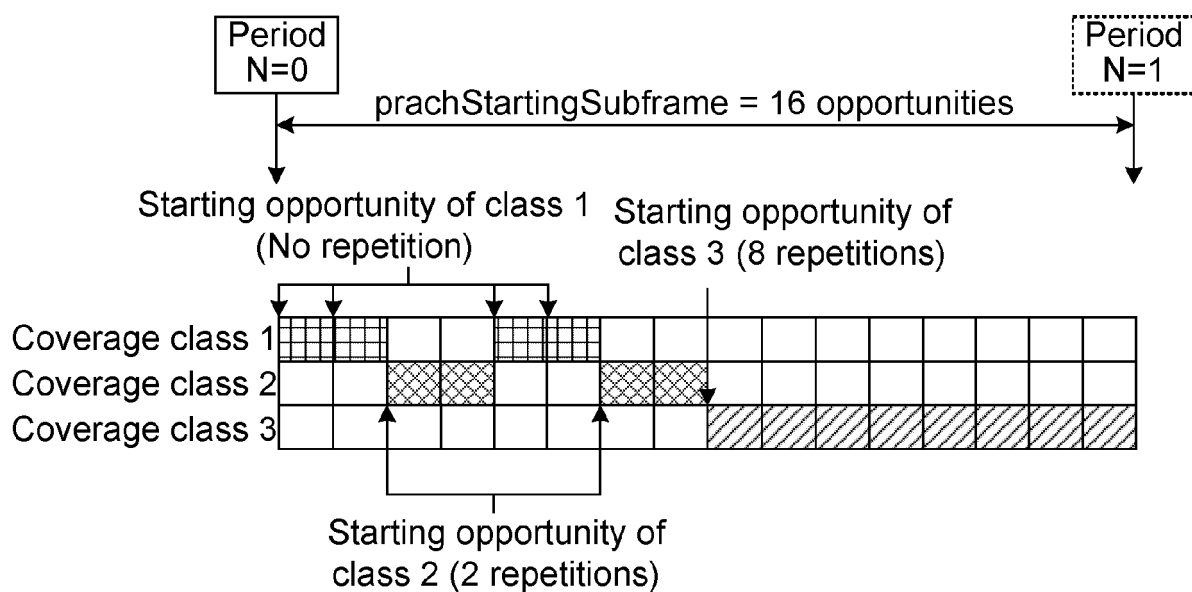 Period
N=0
Period
N=1
prachStartingSubframe = 16 opportunities
Starting opportunity of class 1
(No repetition)
Starting opportunity of
class 3 (8 repetitions)
Coverage class 1
Coverage class 2
Coverage class 3
Starting opportunity of
class 2 (2 repetitions)